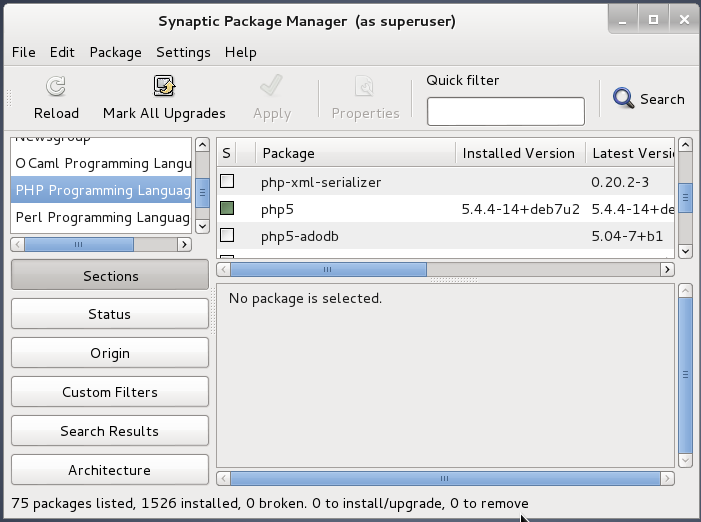 Synaptic Package Manager (as superuser)
File Edit Package Settings Help
Reload Mark All Upgrades Apply Properties Quick filter Search
Newsgroup
OCaml Programming Langu
PHP Programming Languag
Perl Programming Languag
S Package Installed Version Latest Versi
php-xml-serializer 0.20.2-3
php5 5.4.4-14+deb7u2 5.4.4-14+de
php5-adodb 5.04-7+b1
Sections
Status
Origin
Custom Filters
Search Results
Architecture
No package is selected.
75 packages listed, 1526 installed, 0 broken. 0 to install/upgrade, 0 to remove